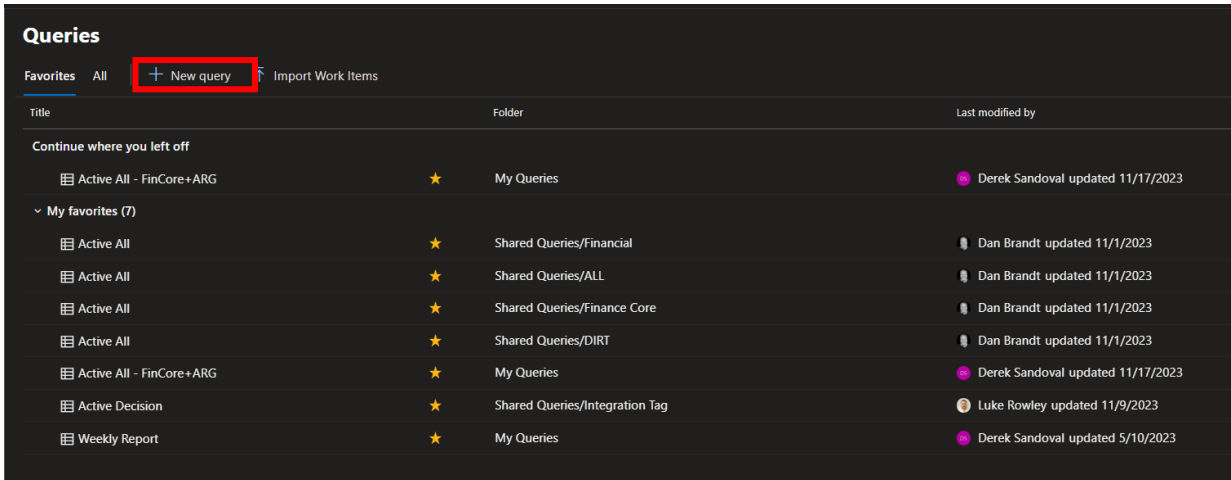 Queries
Favorites All New query Import Work Items
Title Folder Last modified by
Continue where you left off
Active All - FinCore+ARG My Queries DS Derek Sandoval updated 11/17/2023
My favorites (7)
Active All Shared Queries/Financial Dan Brandt updated 11/1/2023
Active All Shared Queries/ALL Dan Brandt updated 11/1/2023
Active All Shared Queries/Finance Core Dan Brandt updated 11/1/2023
Active All Shared Queries/DIRT Dan Brandt updated 11/1/2023
Active All - FinCore+ARG My Queries DS Derek Sandoval updated 11/17/2023
Active Decision Shared Queries/Integration Tag Luke Rowley updated 11/9/2023
Weekly Report My Queries DS Derek Sandoval updated 5/10/2023